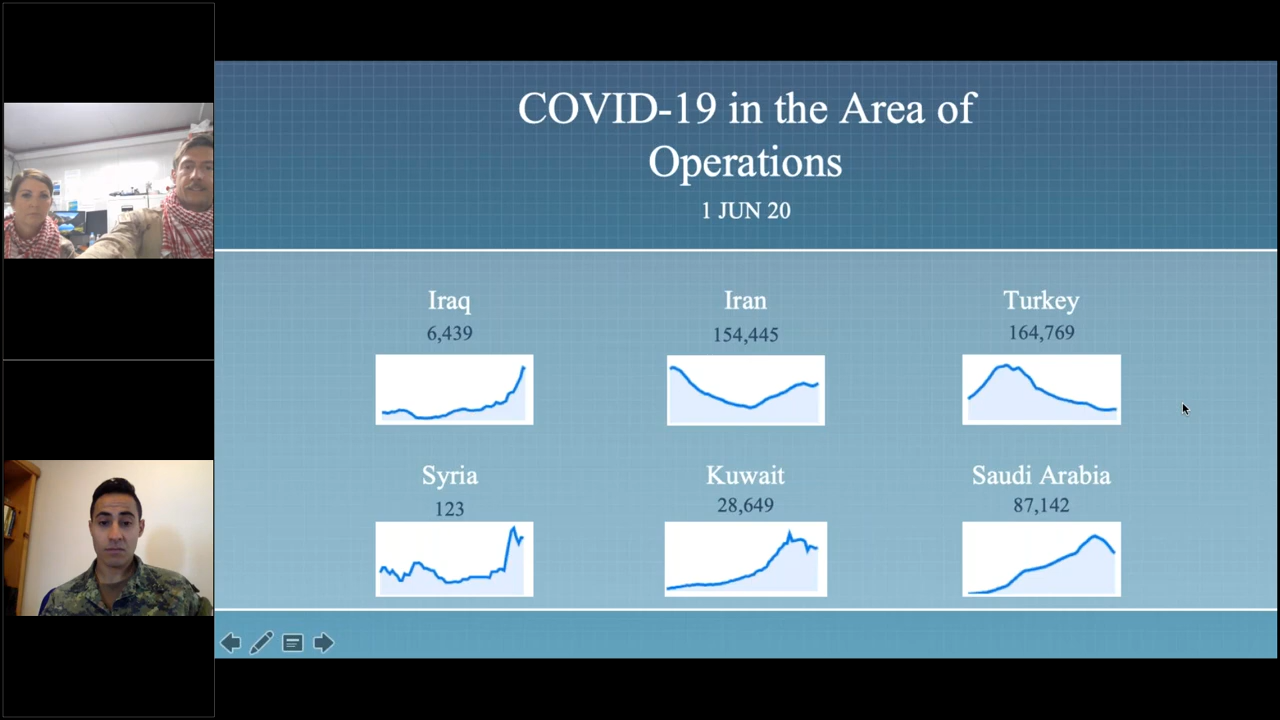 COVID-19 in the Area of
Operations
1 JUN 20
Iraq
6,439
Iran
154,445
Turkey
164,769
Syria
123
Kuwait
28,649
Saudi Arabia
87,142